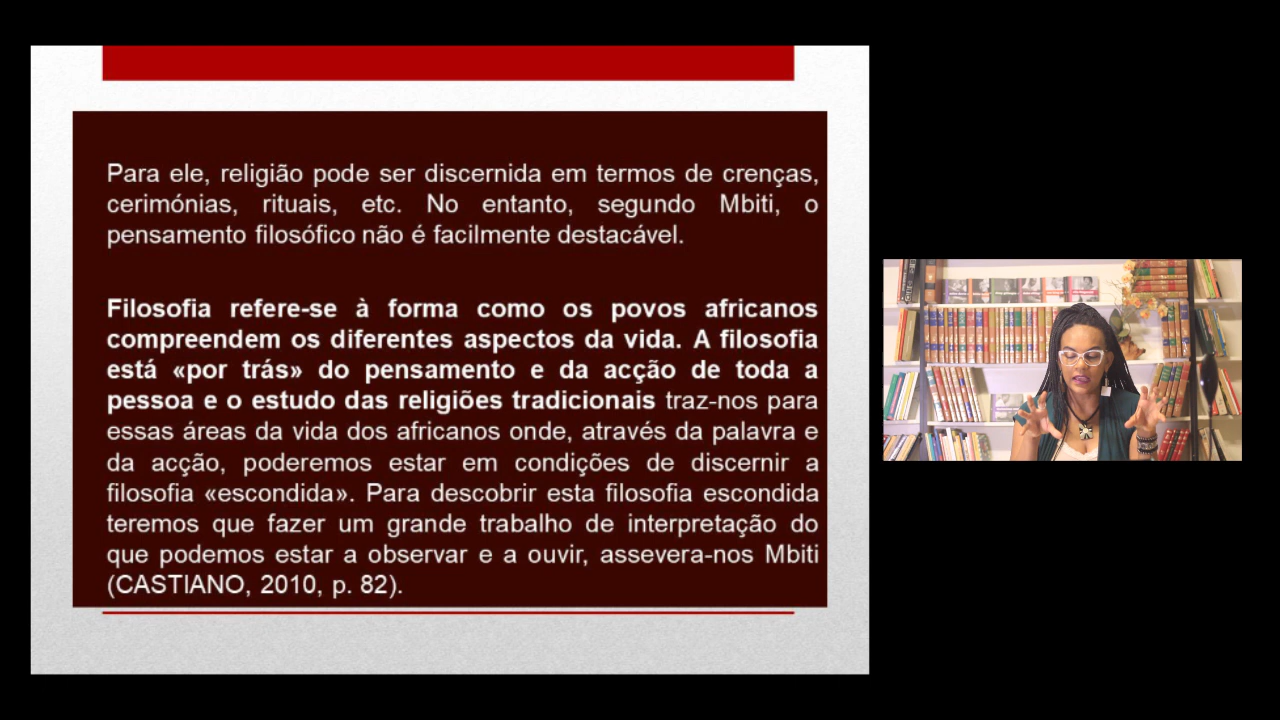 Para ele, religião pode ser discernida em termos de crenças,
cerimónias, rituais, etc. No entanto, segundo Mbiti, o
pensamento filosófico não é facilmente destacável.
Filosofia refere-se à forma como os povos africanos
compreendem os diferentes aspectos da vida. A filosofia
está «por trás» do pensamento e da acção de toda a
pessoa e o estudo das religiões tradicionais traz-nos para
essas áreas da vida dos africanos onde, através da palavra e
da acção, poderemos estar em condições de discernir a
filosofia «escondida». Para descobrir esta filosofia escondida
teremos que fazer um grande trabalho de interpretação do
que podemos estar a observar e a ouvir, assevera-nos Mbiti
(CASTIANO, 2010, p. 82).